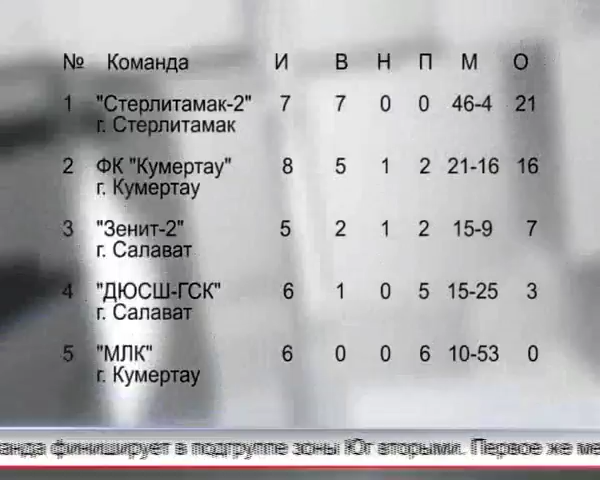 № Команда И В Н П М О
1 "Стерлитамак-2" 7 7 0 0 46-4 21
г. Стерлитамак
2 ФК "Кумертау" 8 5 1 2 21-16 16
г. Кумертау
3 "Зенит-2" 5 2 1 2 15-9 7
г. Салават
4 "ДЮСШ-ГСК" 6 1 0 5 15-25 3
г. Салават
5 "МЛК" 6 0 0 6 10-53 0
г. Кумертау
анда финиширует в подгруппе зоны Юг вторыми. Первое же ме